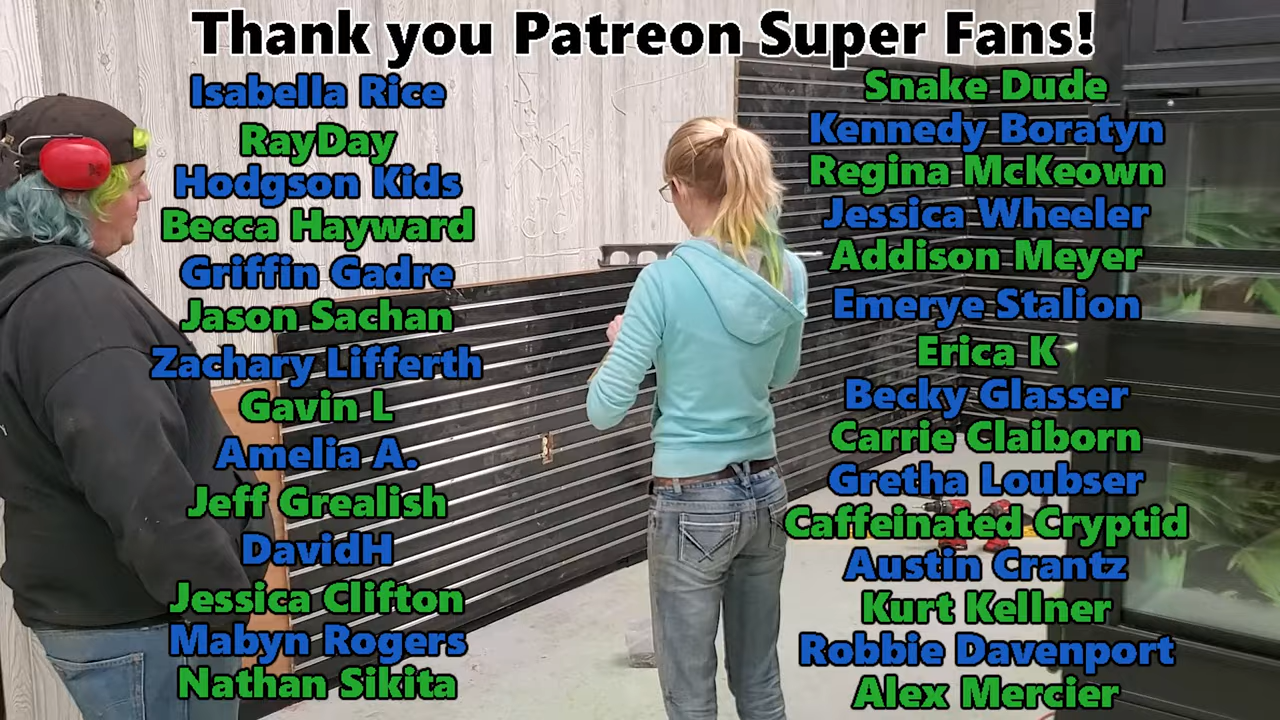 Thank you Patreon Super Fans!
Isabella Rice
RayDay
Hodgson Kids
Becca Hayward
Griffin Gadre
Jason Sachan
Zachary Lifferth
Gavin L
Amelia A.
Jeff Grealish
DavidH
Jessica Clifton
Mabyn Rogers
Nathan Sikita
Snake Dude
Kennedy Boratyn
Regina McKeown
Jessica Wheeler
Addison Meyer
Emerye Stalion
Erica K
Becky Glasser
Carrie Claiborn
Gretha Loubser
Caffeinated Cryptid
Austin Crantz
Kurt Kellner
Robbie Davenport
Alex Mercier